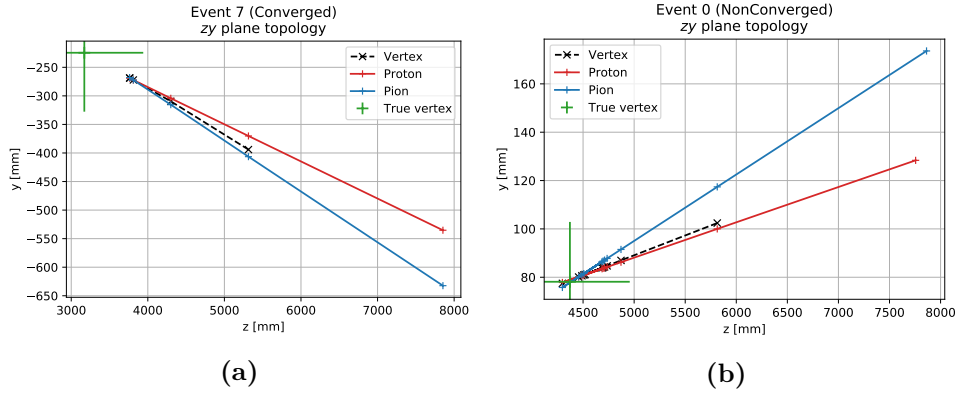 Event 7 (Converged)
zy plane topology
y [mm]
−250
−300
−350
−400
−450
−500
−550
−600
−650
Vertex
Proton
Pion
True vertex
3000 4000 5000 6000 7000 8000
z [mm]
(a)
Event 0 (NonConverged)
zy plane topology
y [mm]
160
140
120
100
80
Vertex
Proton
Pion
True vertex
4500 5000 5500 6000 6500 7000 7500 8000
z [mm]
(b)